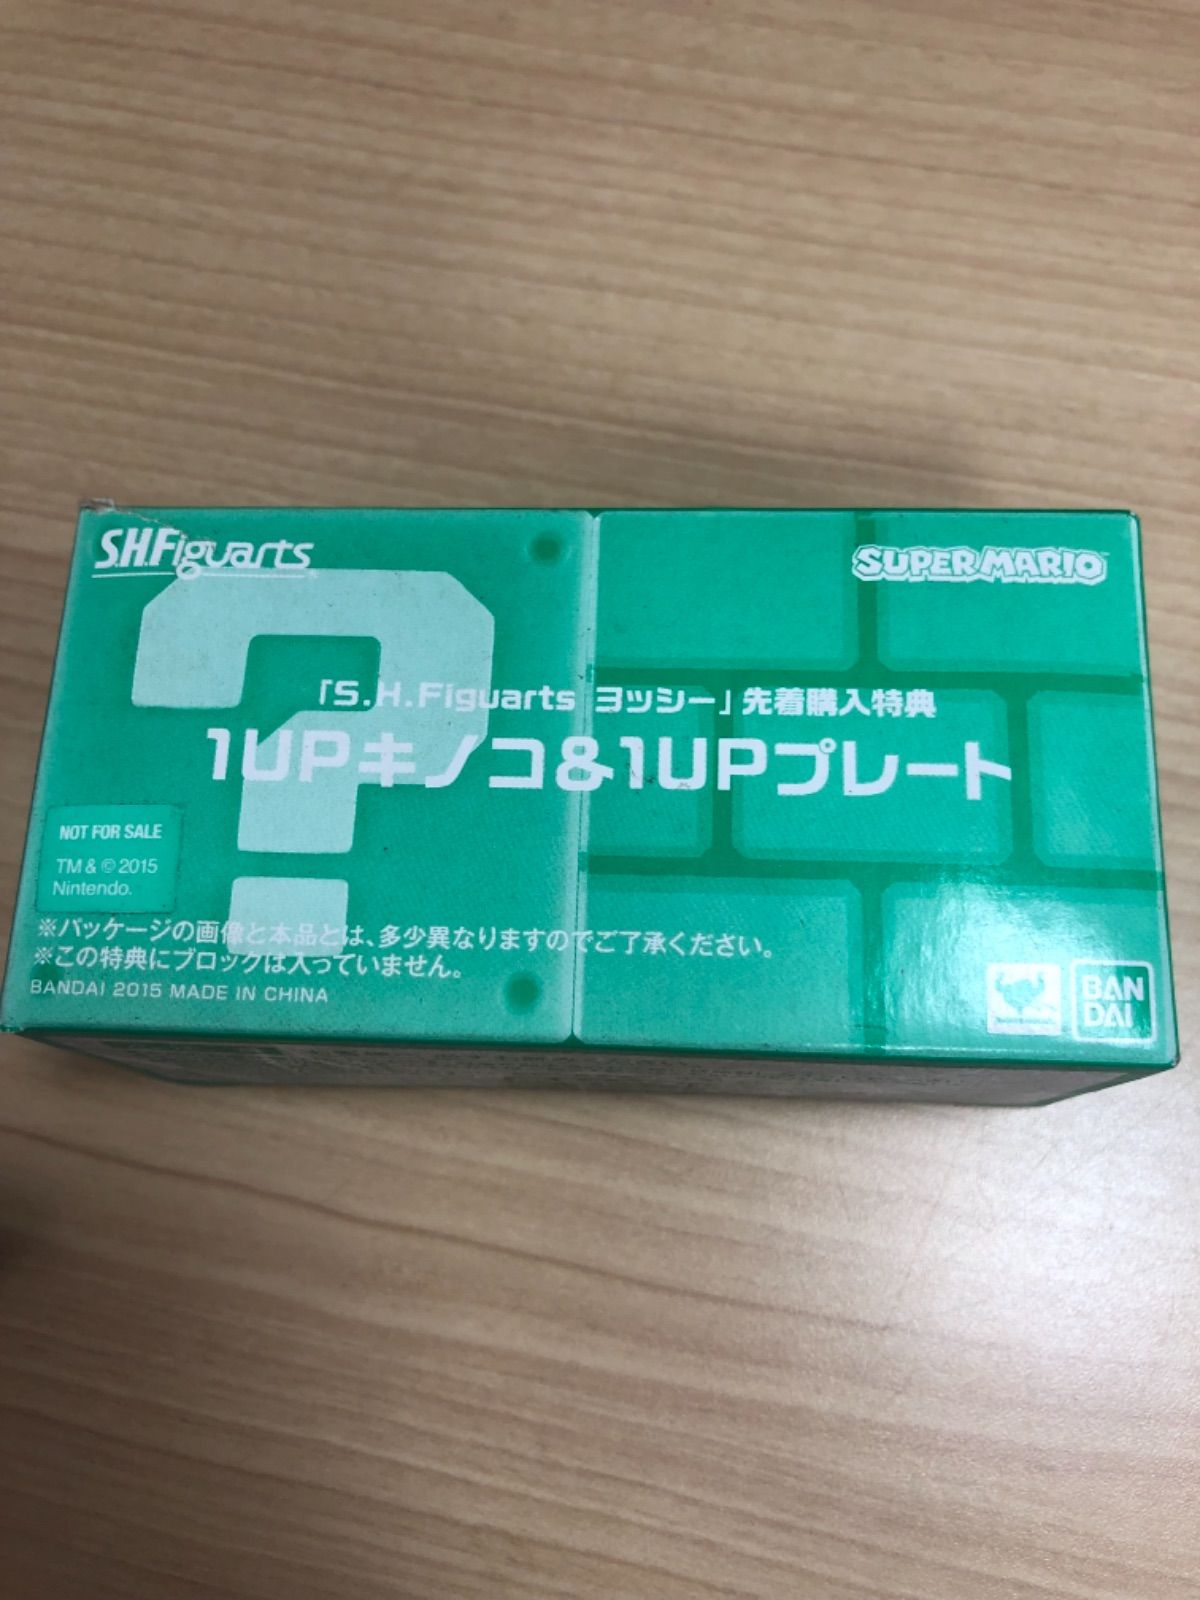 S.H.Figuarts
SUPER MARIO
「S.H.Figuarts ヨッシー」先着購入特典
1UPキノコ&1UPプレート
NOT FOR SALE
TM & © 2015
Nintendo.
※パッケージの画像と本品とは、多少異なりますのでご了承ください。
※この特典にブロックは入っていません。
BANDAI 2015 MADE IN CHINA
BAN
DAI